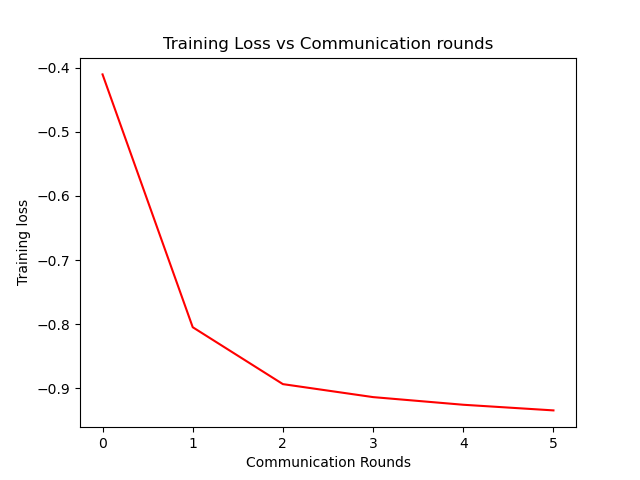 Training Loss vs Communication rounds
−0.4
−0.5
−0.6
−0.7
−0.8
−0.9
Training loss
0 1 2 3 4 5
Communication Rounds